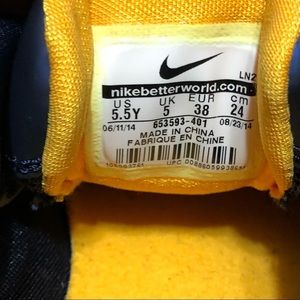 LN2
nikebetterworld.com
US UK EUR cm
5.5Y 5 38 24
06/11/14 653593-401 08/23/14
MADE IN CHINA
FABRIQUE EN CHINE